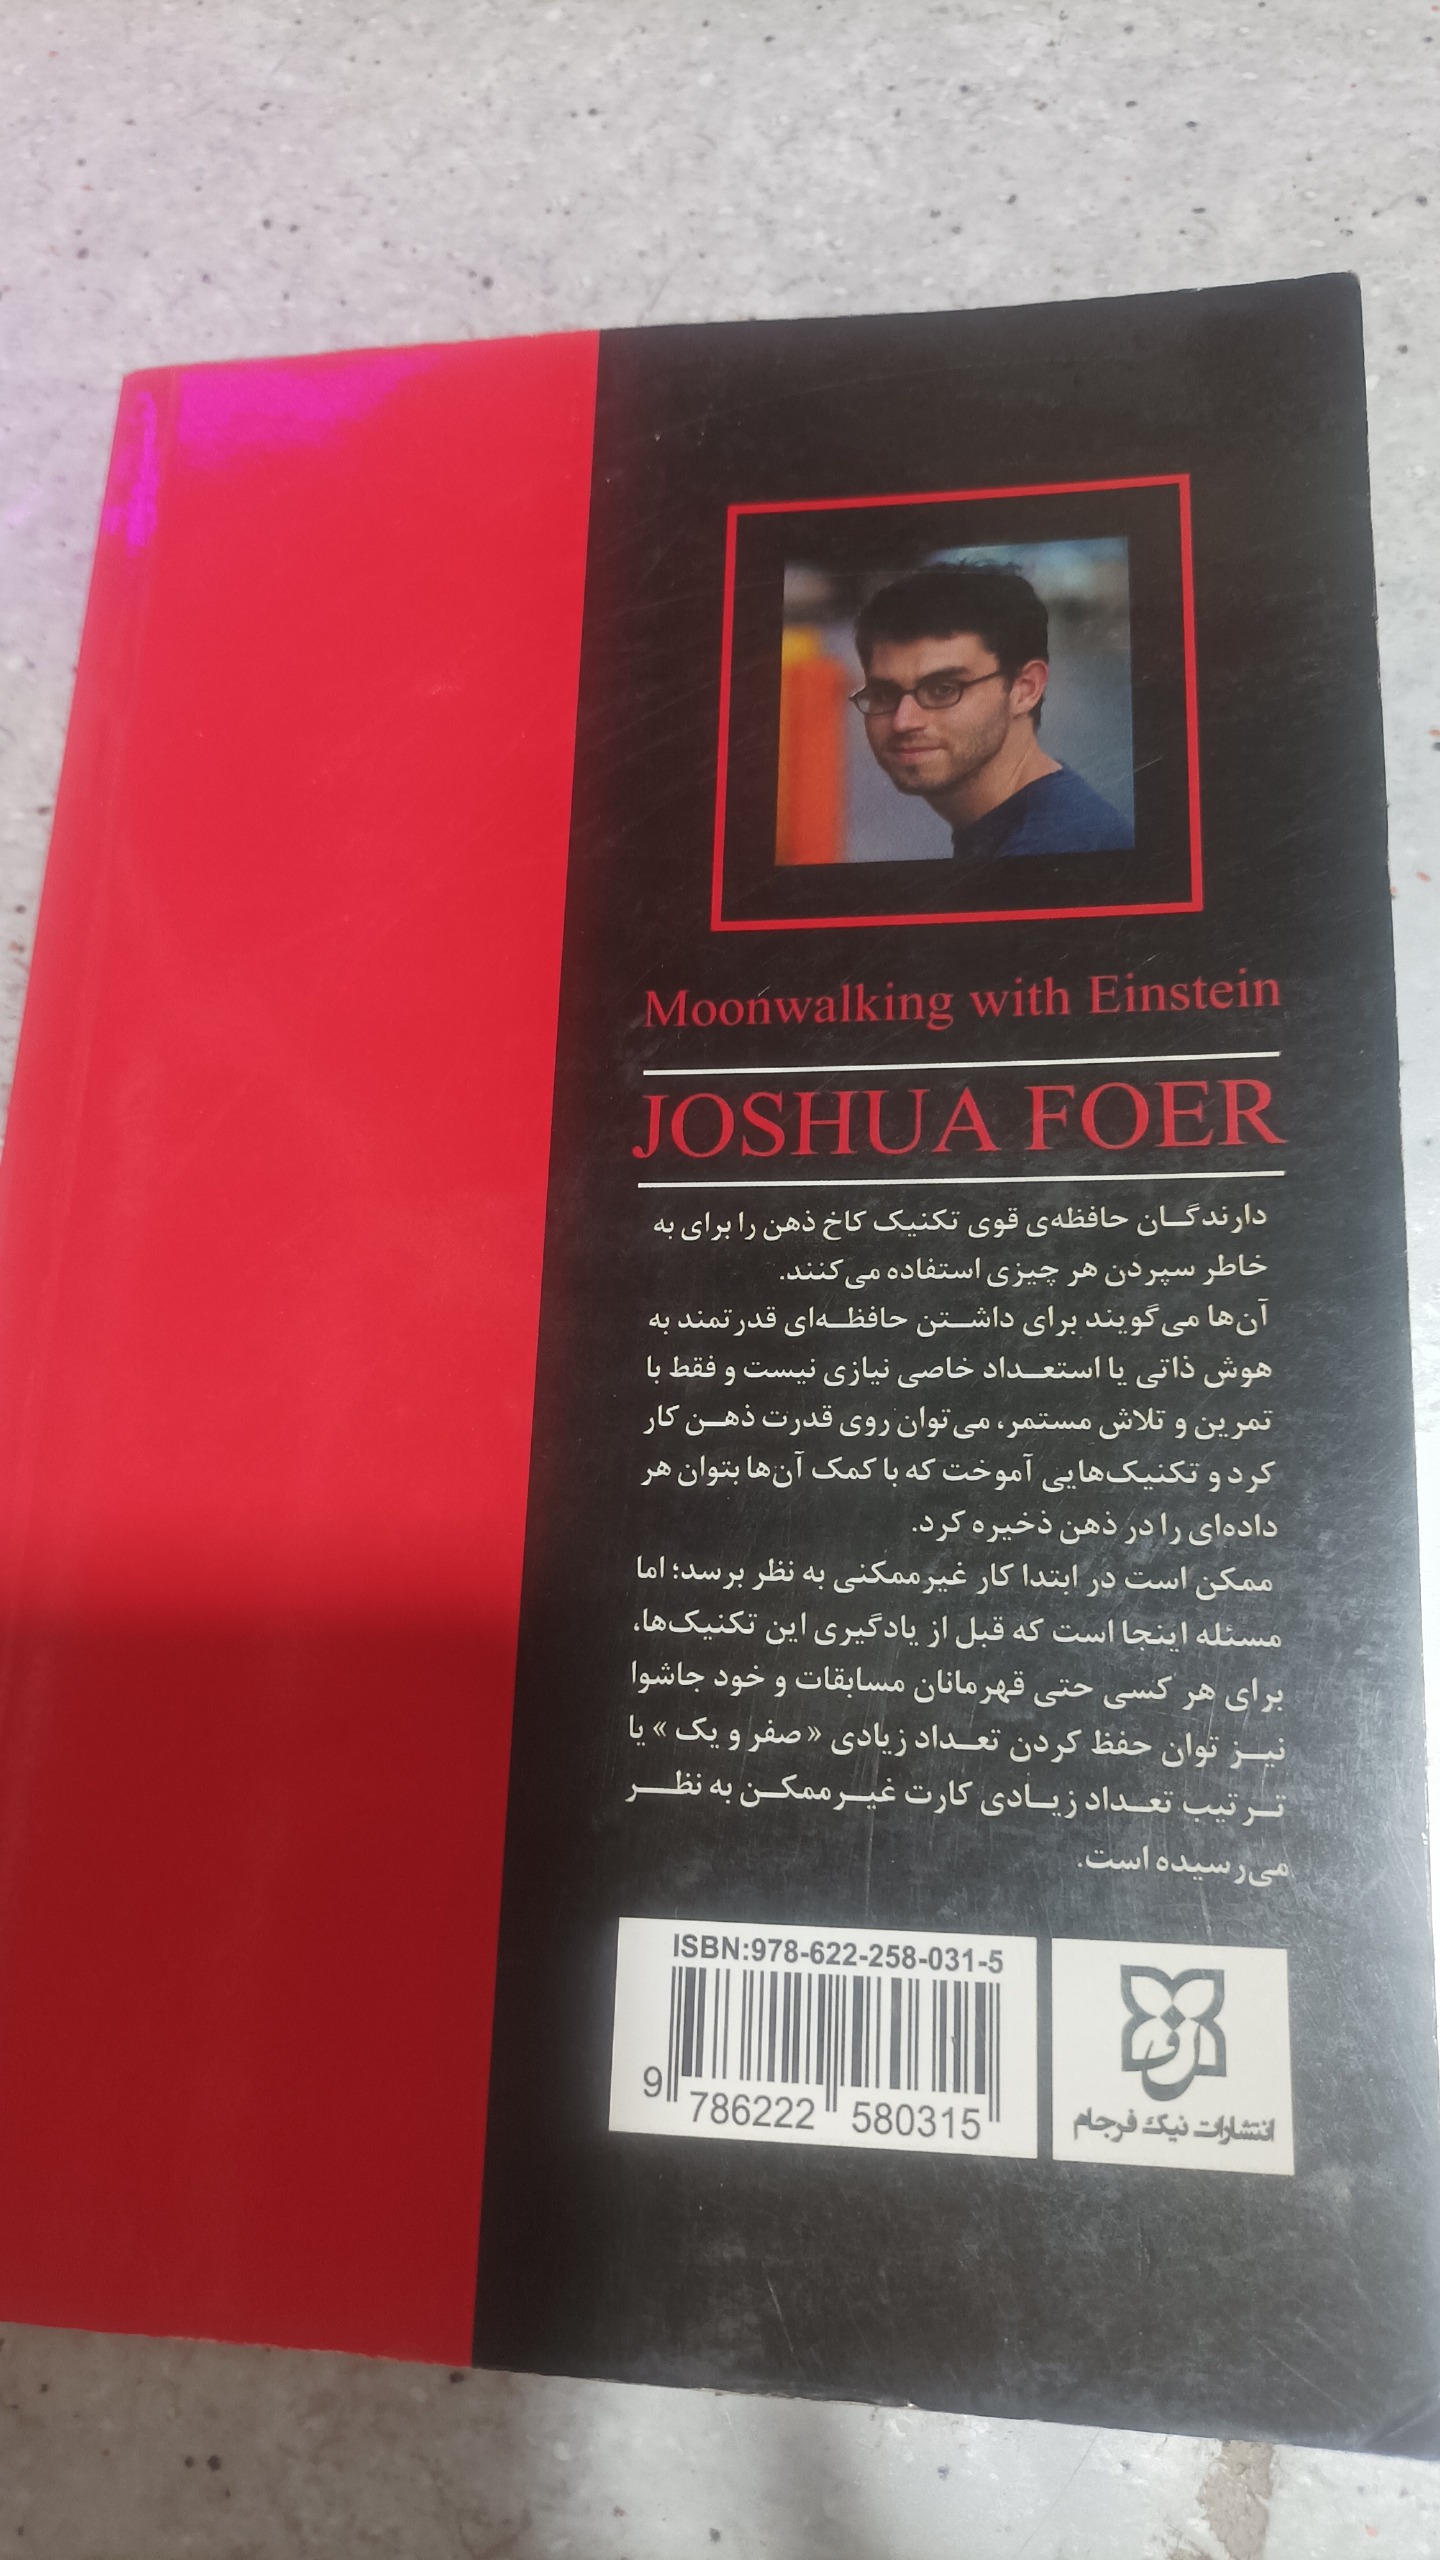 Moonwalking with Einstein
JOSHUA FOER
دارندگان حافظه‌ی قوی تکنیک کاخ ذهن را برای به
خاطر سپردن هر چیزی استفاده می‌کنند.
آن‌ها می‌گویند برای داشتن حافظه‌ای قدرتمند به
هوش ذاتی یا استعداد خاصی نیازی نیست و فقط با
تمرین و تلاش مستمر، می‌توان روی قدرت ذهن کار
کرد و تکنیک‌هایی آموخت که با کمک آن‌ها بتوان هر
داده‌ای را در ذهن ذخیره کرد.
ممکن است در ابتدا کار غیرممکنی به نظر برسد؛ اما
مسئله اینجا است که قبل از یادگیری این تکنیک‌ها،
برای هر کسی حتی قهرمانان مسابقات و خود جاشوا
نیز توان حفظ کردن تعداد زیادی «صفر و یک» یا
ترتیب تعداد زیادی کارت غیرممکن به نظر
می‌رسیده است.
ISBN:978-622-258-031-5
9 786222 580315
انتشارات نیک فرجام